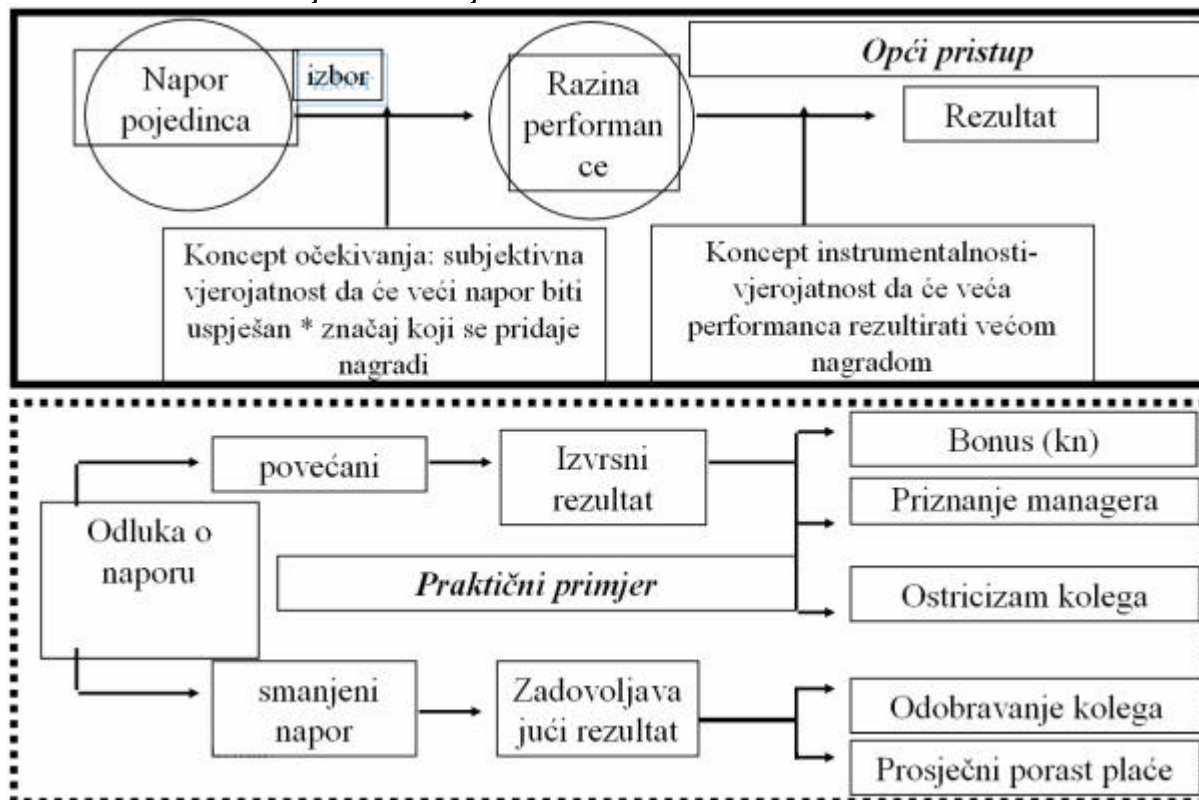 Opći pristup
Napor
pojedinca
izbor
Razina
performan
ce
Rezultat
Koncept očekivanja: subjektivna
vjerojatnost da će veći napor biti
uspješan * značaj koji se pridaje
nagradi
Koncept instrumentalnosti-
vjerojatnost da će veća
performanca rezultirati većom
nagradom
Odluka o
naporu
povećani
Izvrsni
rezultat
Bonus (kn)
Priznanje managera
Praktični primjer
Ostricizam kolega
smanjeni
napor
Zadovoljava
jući rezultat
Odobravanje kolega
Prosječni porast plaće